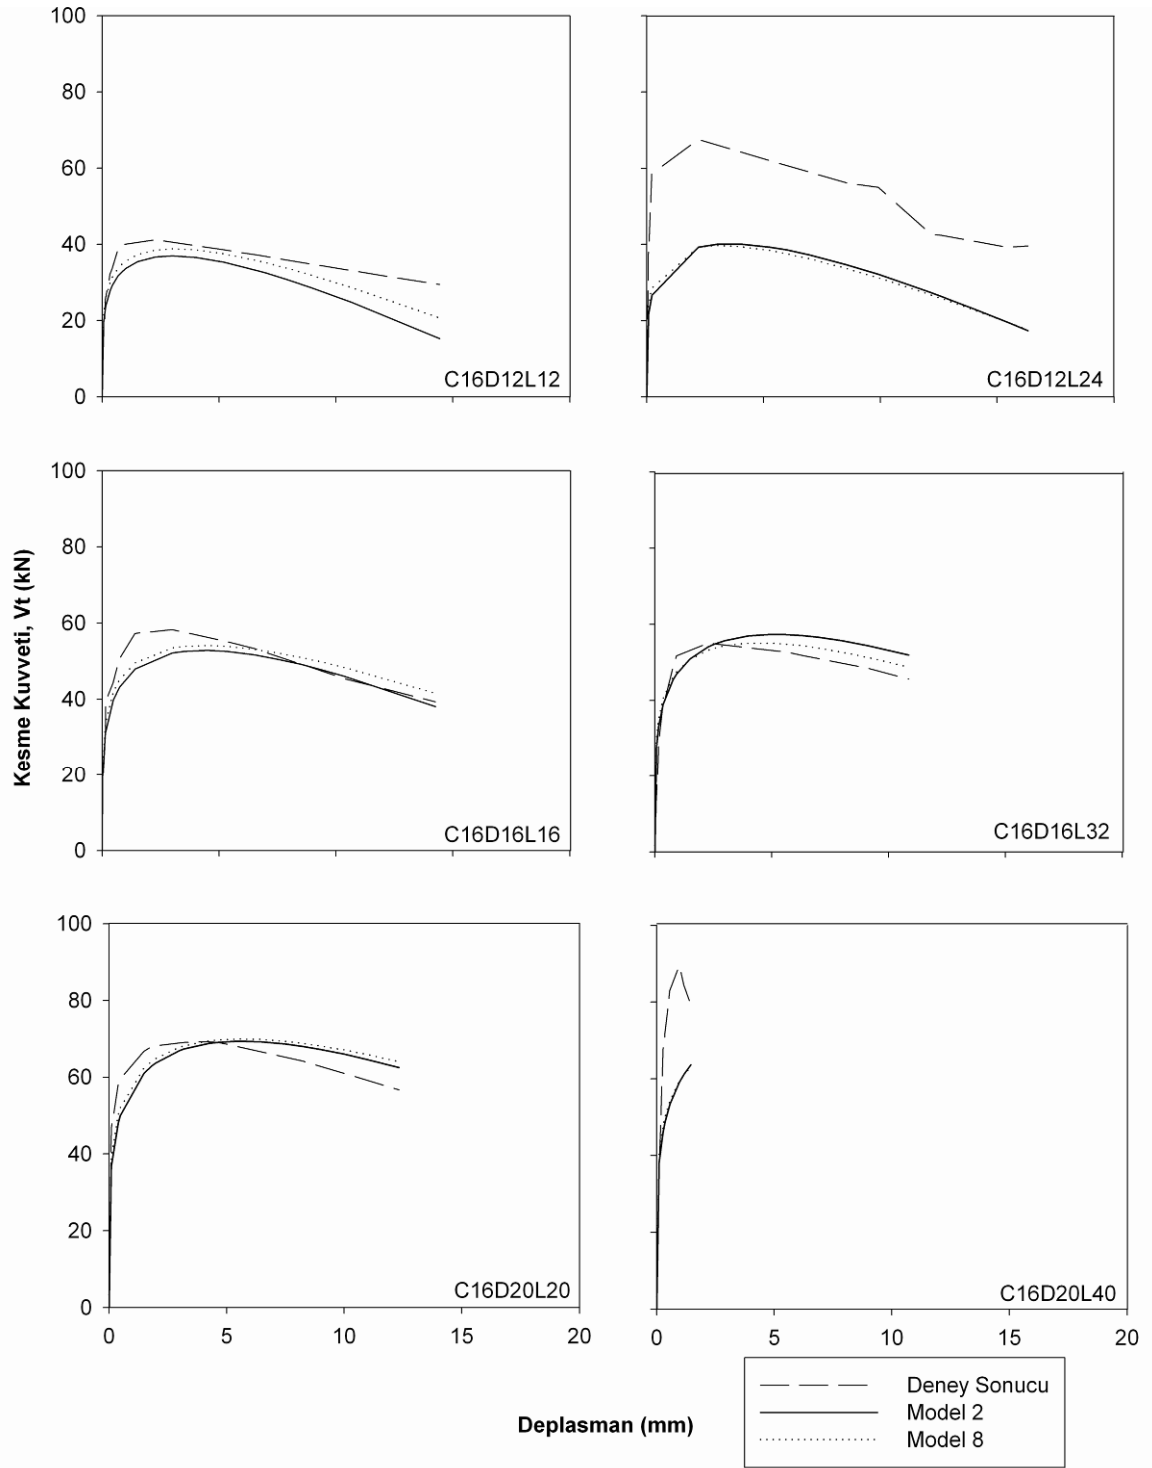 100
80
60
40
20
0
C16D12L12
C16D12L24
100
80
60
40
20
0
C16D16L16
C16D16L32
Kesme Kuvveti, Vt (kN)
100
80
60
40
20
0
C16D20L20
C16D20L40
0 5 10 15 20
0 5 10 15 20
Deplasman (mm)
Deney Sonucu
Model 2
Model 8